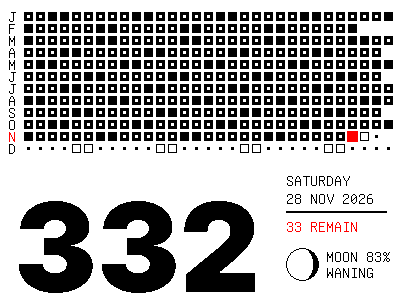 J
F
M
A
M
J
J
A
S
O
N
D
332
SATURDAY
28 NOV 2026
33 REMAIN
MOON 83%
WANING